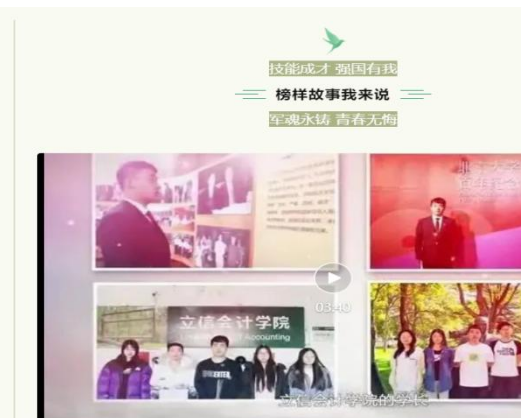 技能成才 强国有我
榜样故事我来说
军魂永铸 青春无悔
03:40
立信会计学院
Accounting
立信会计学院的学长